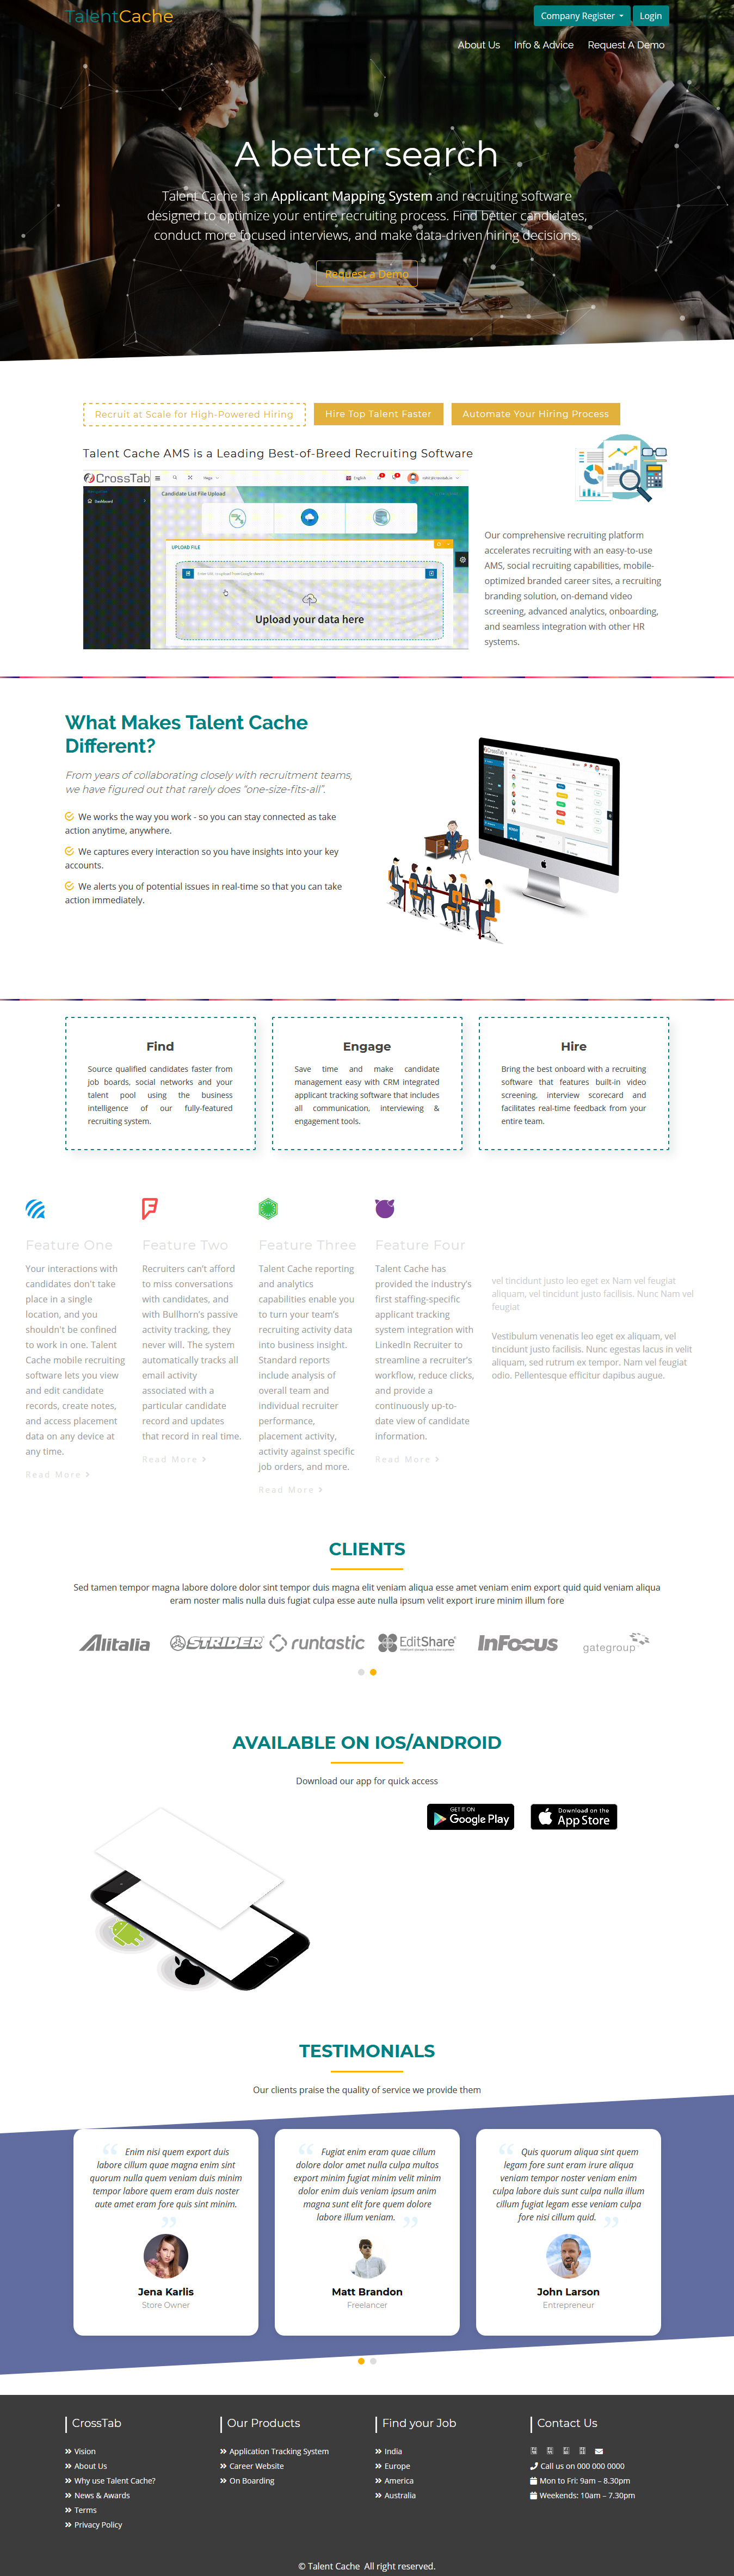 TalentCache
Company Register
Login
About Us
Info & Advice
Request A Demo
A better search
Talent Cache is an Applicant Mapping System and recruiting software
designed to optimize your entire recruiting process. Find better candidates,
conduct more focused interviews, and make data-driven hiring decisions.
Request a Demo
Recruit at Scale for High-Powered Hiring
Hire Top Talent Faster
Automate Your Hiring Process
Talent Cache AMS is a Leading Best-of-Breed Recruiting Software
CrossTab
Mega
English
Dashboard
Candidate List File Upload
UPLOAD FILE
Upload your data here
Our comprehensive recruiting platform
accelerates recruiting with an easy-to-use
AMS, social recruiting capabilities, mobile-
optimized branded career sites, a recruiting
branding solution, on-demand video
screening, advanced analytics, onboarding,
and seamless integration with other HR
systems.
What Makes Talent Cache
Different?
From years of collaborating closely with recruitment teams,
we have figured out that rarely does “one-size-fits-all”.
We works the way you work - so you can stay connected as take
action anytime, anywhere.
We captures every interaction so you have insights into your key
accounts.
We alerts you of potential issues in real-time so that you can take
action immediately.
CrossTab
Find
Source qualified candidates faster from
job boards, social networks and your
talent pool using the business
intelligence of our fully-featured
recruiting system.
Engage
Save time and make candidate
management easy with CRM integrated
applicant tracking software that includes
all communication, interviewing &
engagement tools.
Hire
Bring the best onboard with a recruiting
software that features built-in video
screening, interview scorecard and
facilitates real-time feedback from your
entire team.
Feature One
Your interactions with
candidates don't take
place in a single
location, and you
shouldn't be confined
to work in one. Talent
Cache mobile recruiting
software lets you view
and edit candidate
records, create notes,
and access placement
data on any device at
any time.
Read More
Feature Two
Recruiters can’t afford
to miss conversations
with candidates, and
with Bullhorn’s passive
activity tracking, they
never will. The system
automatically tracks all
email activity
associated with a
particular candidate
record and updates
that record in real time.
Read More
Feature Three
Talent Cache reporting
and analytics
capabilities enable you
to turn your team’s
recruiting activity data
into business insight.
Standard reports
include analysis of
overall team and
individual recruiter
performance,
placement activity,
activity against specific
job orders, and more.
Read More
Feature Four
Talent Cache has
provided the industry’s
first staffing-specific
applicant tracking
system integration with
LinkedIn Recruiter to
streamline a recruiter’s
workflow, reduce clicks,
and provide a
continuously up-to-
date view of candidate
information.
Read More
vel tincidunt justo leo eget ex Nam vel feugiat
aliquam, vel tincidunt justo facilisis. Nunc Nam vel
feugiat
Vestibulum venenatis leo eget ex aliquam, vel
tincidunt justo facilisis. Nunc egestas lacus in velit
aliquam, sed rutrum ex tempor. Nam vel feugiat
odio. Pellentesque efficitur dapibus augue.
CLIENTS
Sed tamen tempor magna labore dolore dolor sint tempor duis magna elit veniam aliqua esse amet veniam enim export quid quid veniam aliqua
eram noster malis nulla duis fugiat culpa esse aute nulla ipsum velit export irure minim illum fore
Alitalia
STRIDER
runtastic
EditShare
InFocus
gategroup
AVAILABLE ON IOS/ANDROID
Download our app for quick access
GET IT ON
Google Play
Download on the
App Store
TESTIMONIALS
Our clients praise the quality of service we provide them
“ Enim nisi quem export duis
labore cillum quae magna enim sint
quorum nulla quem veniam duis minim
tempor labore quem eram duis noster
aute amet eram fore quis sint minim.
”
Jena Karlis
Store Owner
“ Fugiat enim eram quae cillum
dolore dolor amet nulla culpa multos
export minim fugiat minim velit minim
dolor enim duis veniam ipsum anim
magna sunt elit fore quem dolore
labore illum veniam. ”
Matt Brandon
Freelancer
“ Quis quorum aliqua sint quem
legam fore sunt eram irure aliqua
veniam tempor noster veniam enim
culpa labore duis sunt culpa nulla illum
cillum fugiat legam esse veniam culpa
fore nisi cillum quid. ”
John Larson
Entrepreneur
CrossTab
Vision
About Us
Why use Talent Cache?
News & Awards
Terms
Privacy Policy
Our Products
Application Tracking System
Career Website
On Boarding
Find your Job
India
Europe
America
Australia
Contact Us
Call us on 000 000 0000
Mon to Fri: 9am – 8.30pm
Weekends: 10am – 7.30pm
© Talent Cache All right reserved.